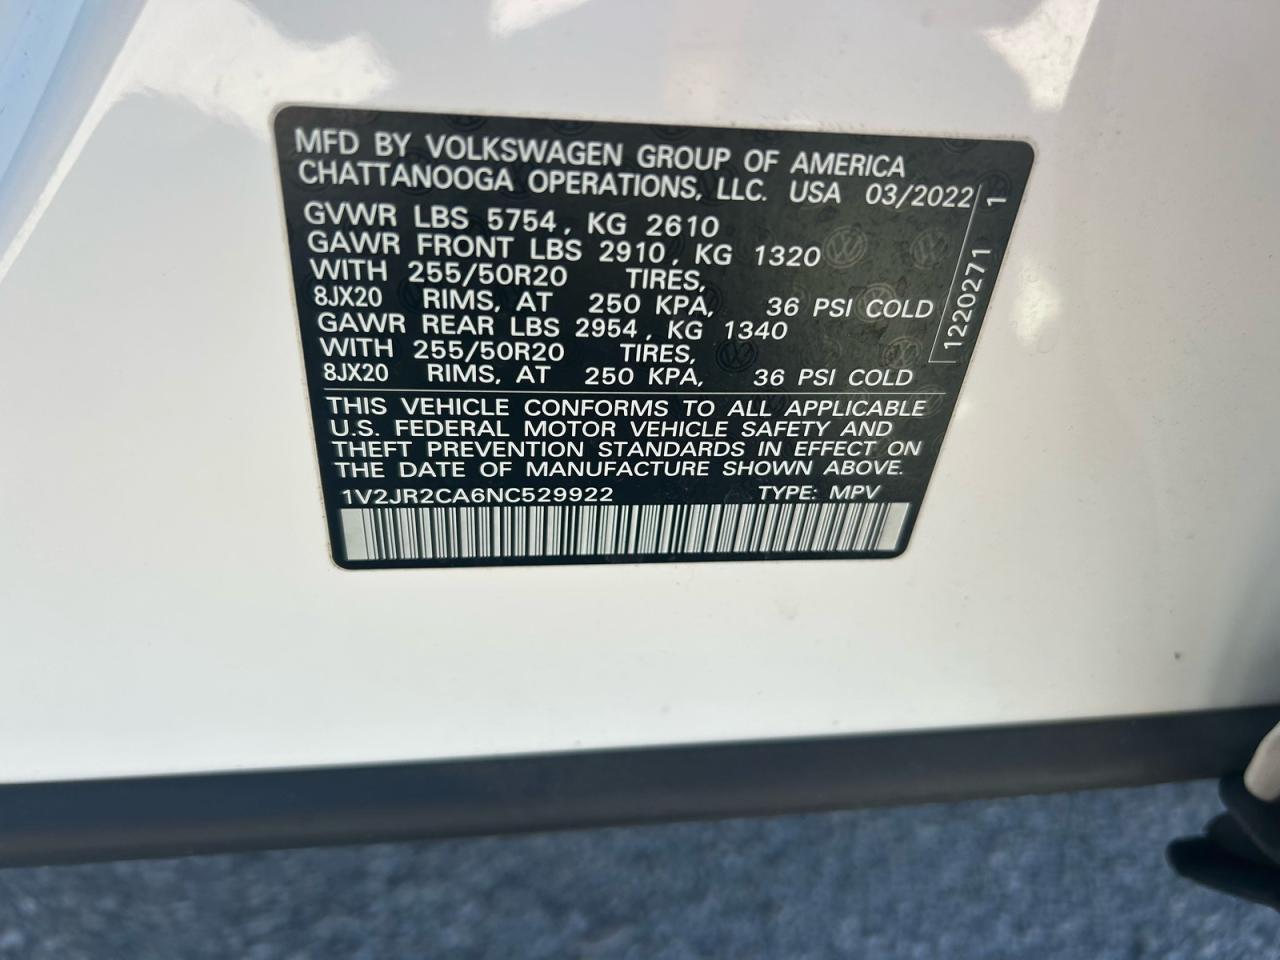 MFD BY VOLKSWAGEN GROUP OF AMERICA
CHATTANOOGA OPERATIONS, LLC. USA 03/2022
GVWR LBS 5754, KG 2610
GAWR FRONT LBS 2910, KG 1320
WITH 255/50R20 TIRES,
8JX20 RIMS, AT 250 KPA, 36 PSI COLD
GAWR REAR LBS 2954, KG 1340
WITH 255/50R20 TIRES,
8JX20 RIMS, AT 250 KPA, 36 PSI COLD
1220271 1
THIS VEHICLE CONFORMS TO ALL APPLICABLE
U.S. FEDERAL MOTOR VEHICLE SAFETY AND
THEFT PREVENTION STANDARDS IN EFFECT ON
THE DATE OF MANUFACTURE SHOWN ABOVE.
1V2JR2CA6NC529922 TYPE: MPV